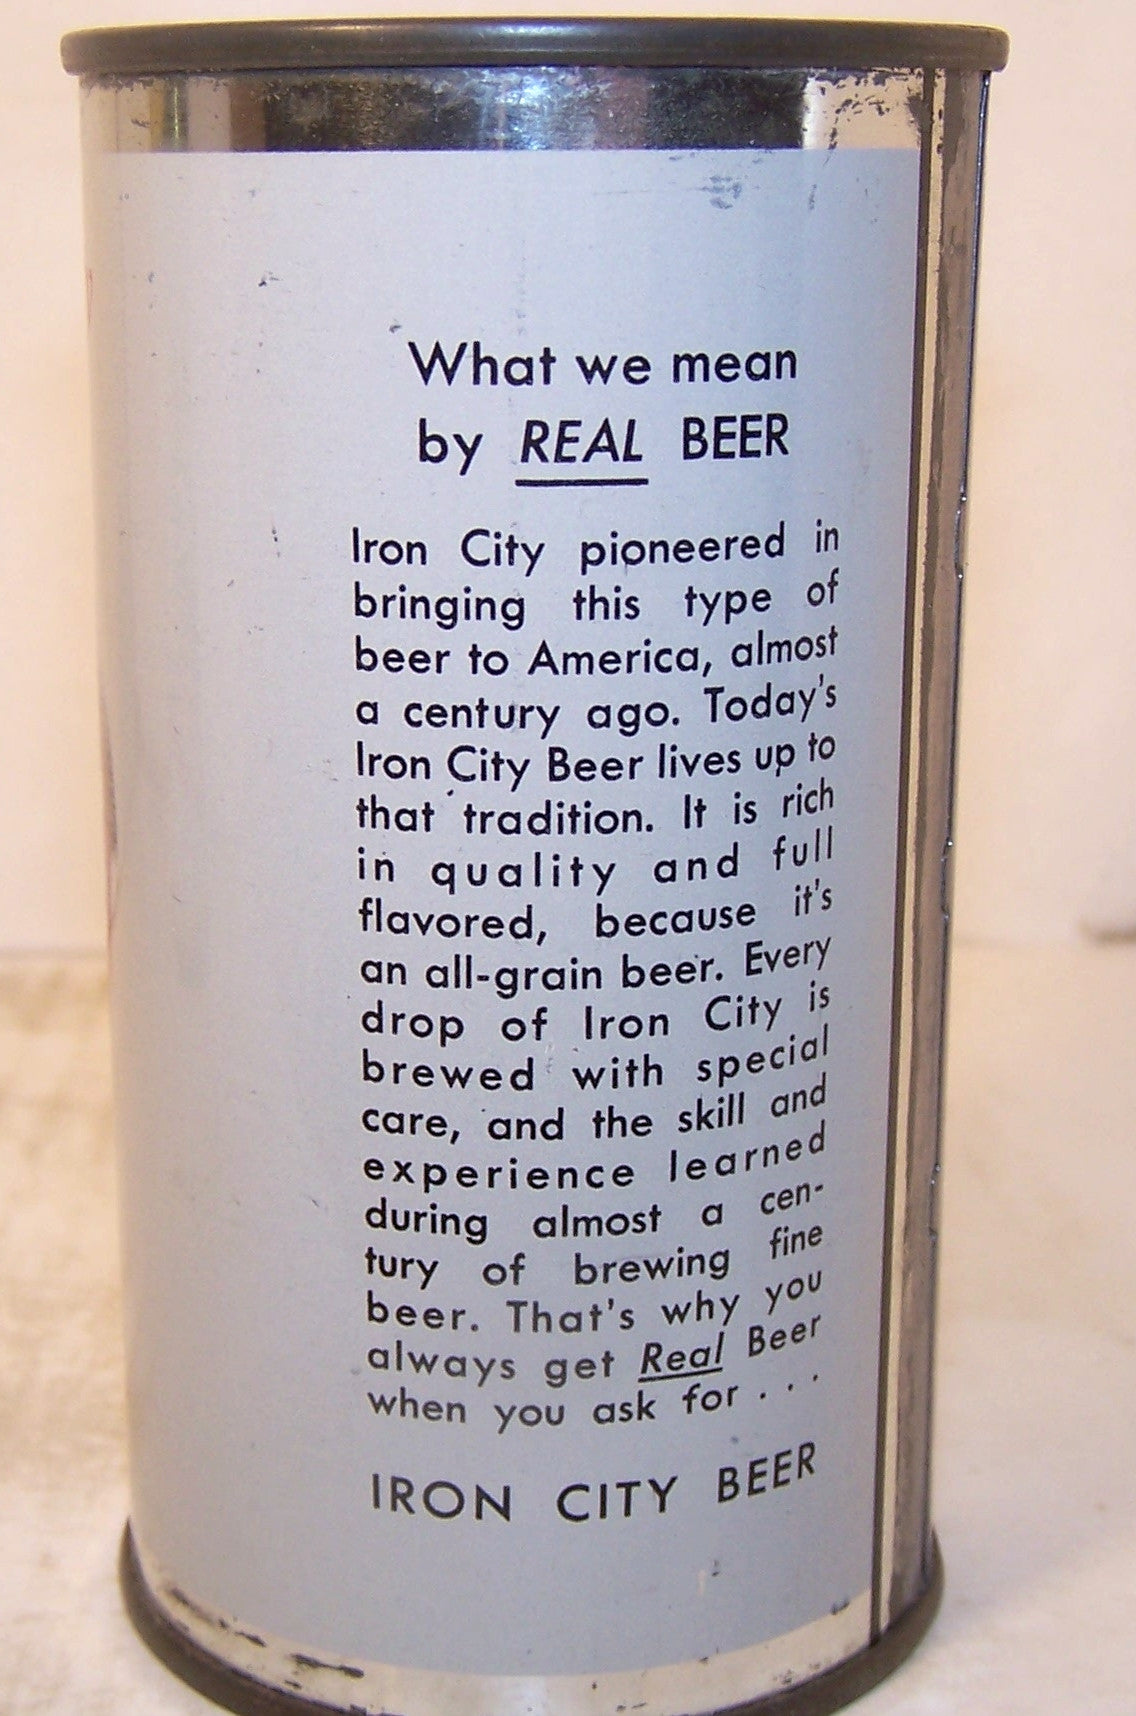 What we mean
by REAL BEER
Iron City pioneered in
bringing this type of
beer to America, almost
a century ago. Today's
Iron City Beer lives up to
that tradition. It is rich
in quality and full
flavored, because it's
an all-grain beer. Every
drop of Iron City is
brewed with special
care, and the skill and
experience learned
during almost a cen-
tury of brewing fine
beer. That's why you
always get Real Beer
when you ask for . . .
IRON CITY BEER